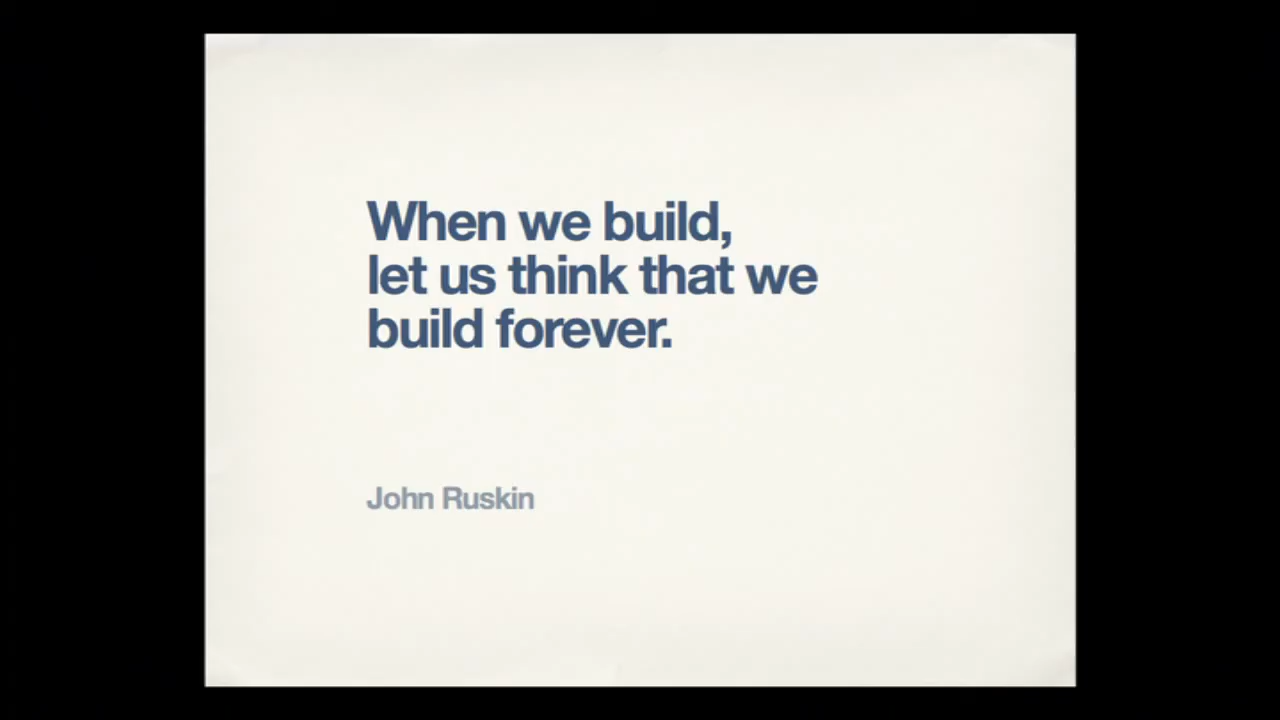 When we build,
let us think that we
build forever.
John Ruskin